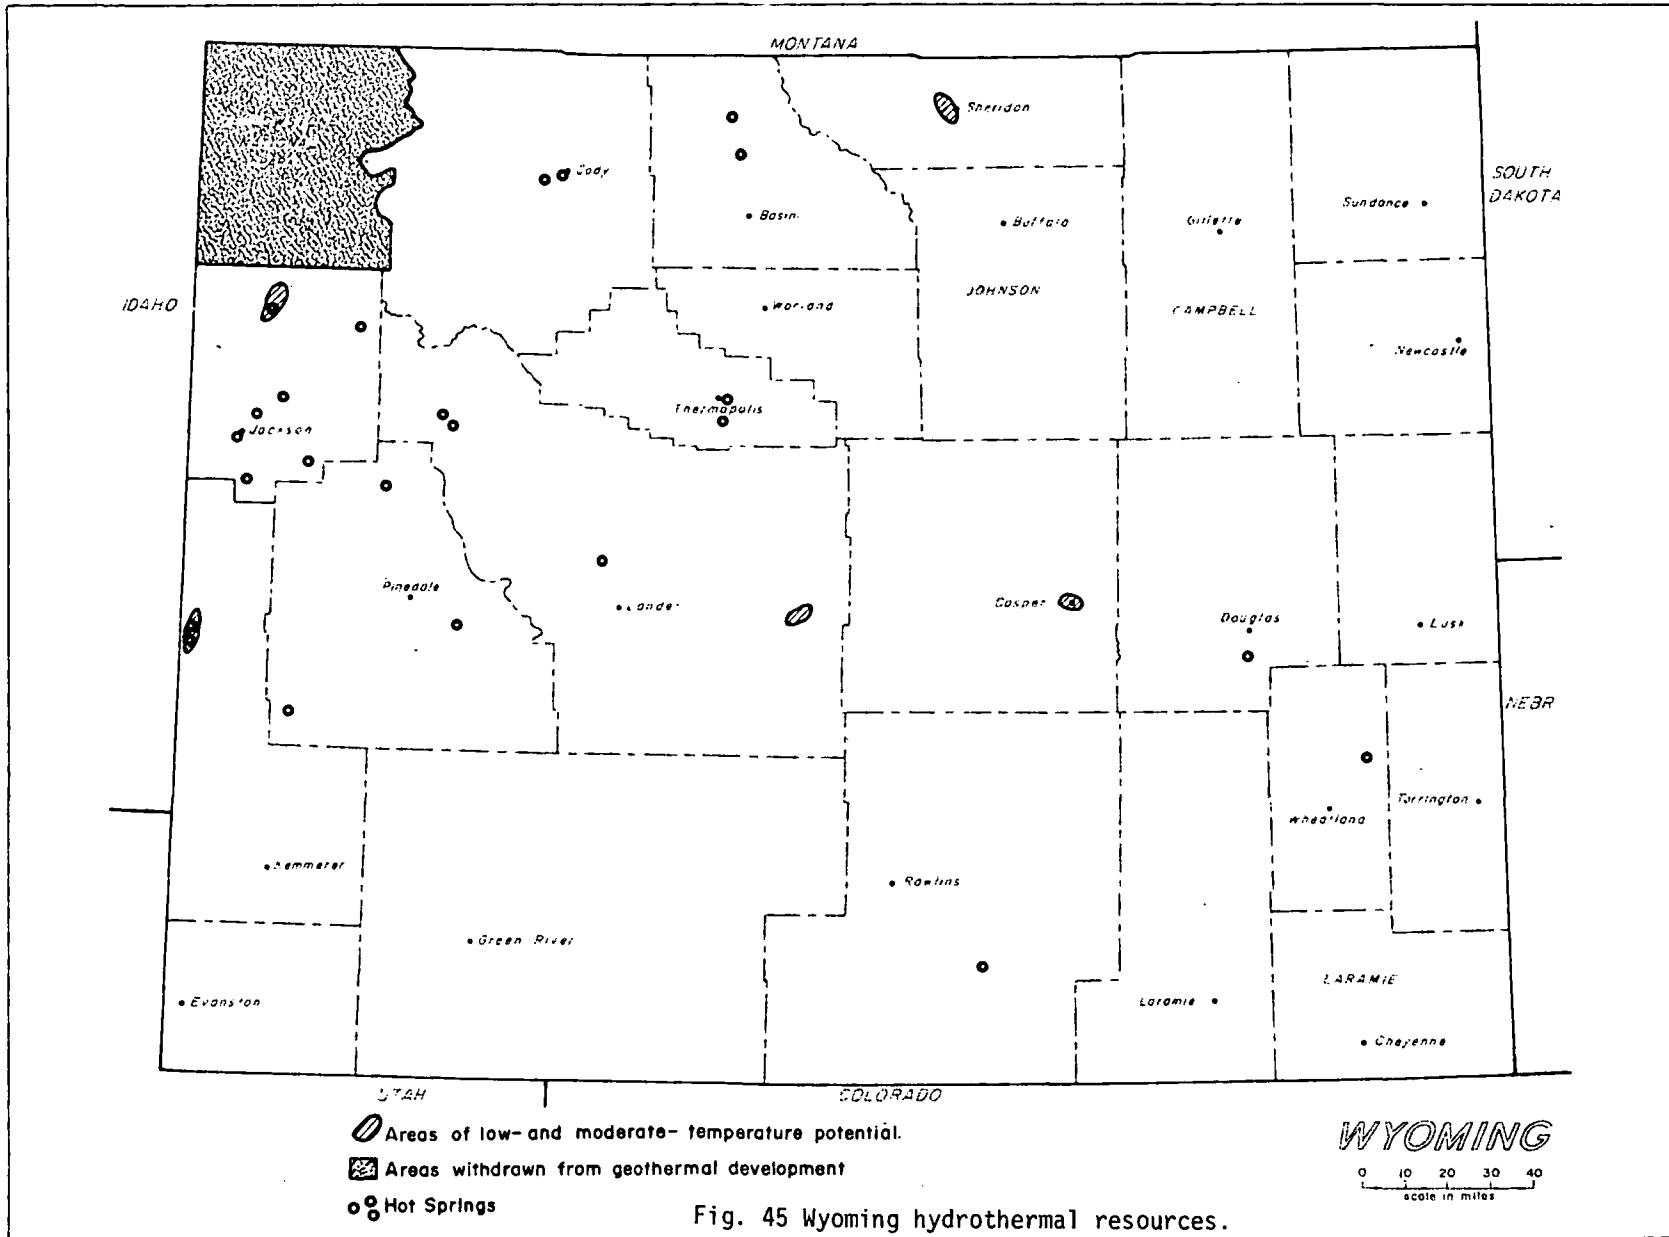 MONTANA
Sheridan
Cody
SOUTH
DAKOTA
Sundance
Basin
Buffalo
Gillette
IDAHO
JOHNSON
Worland
CAMPBELL
Newcastle
Thermopolis
Jackson
Pinedale
Lander
Casper
Douglas
Lusk
NEBR
Torrington
Wheatland
Kemmerer
Rawlins
Green River
LARAMIE
Evanston
Laramie
Cheyenne
UTAH
COLORADO
Areas of low- and moderate- temperature potential.
Areas withdrawn from geothermal development
Hot Springs
WYOMING
0 10 20 30 40
scale in miles
Fig. 45 Wyoming hydrothermal resources.